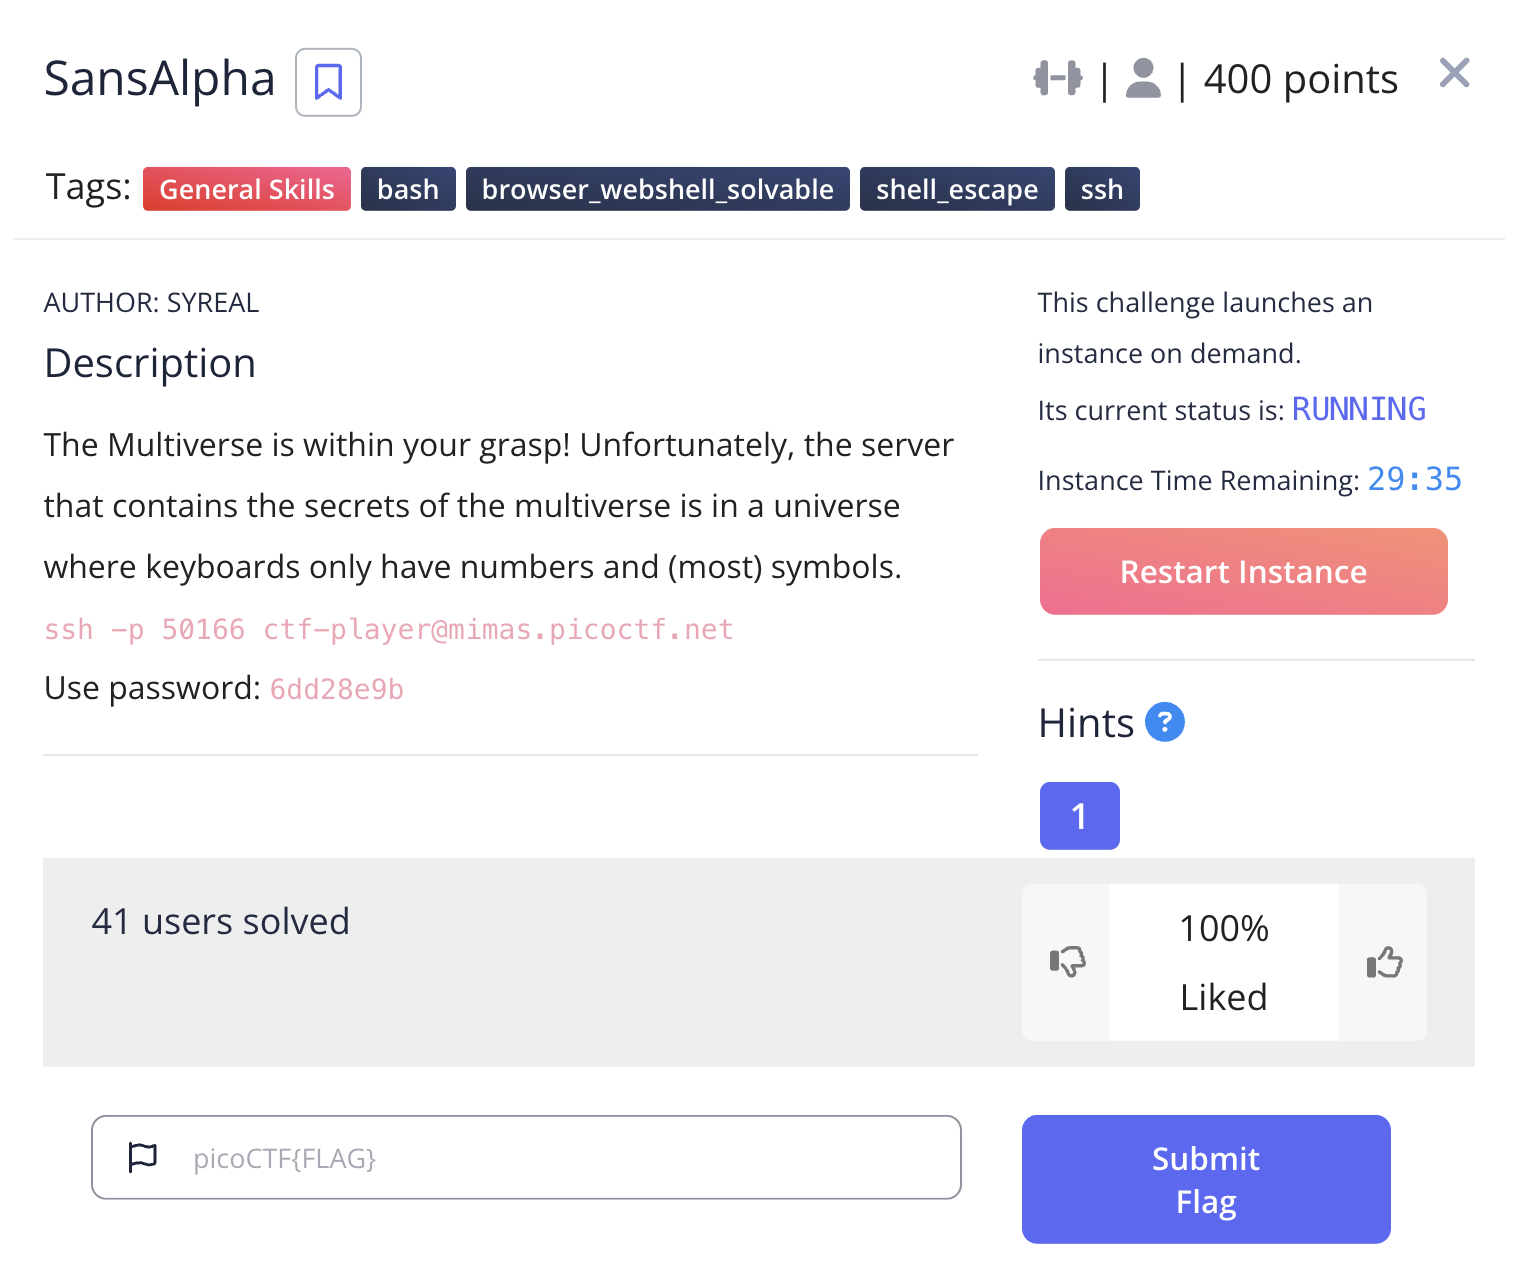 SansAlpha
| | 400 points
Tags: General Skills bash browser_webshell_solvable shell_escape ssh
AUTHOR: SYREAL
Description
The Multiverse is within your grasp! Unfortunately, the server
that contains the secrets of the multiverse is in a universe
where keyboards only have numbers and (most) symbols.
ssh -p 50166 ctf-player@mimas.picoctf.net
Use password: 6dd28e9b
This challenge launches an
instance on demand.
Its current status is: RUNNING
Instance Time Remaining: 29:35
Restart Instance
Hints ?
1
41 users solved
100%
Liked
picoCTF{FLAG}
Submit
Flag